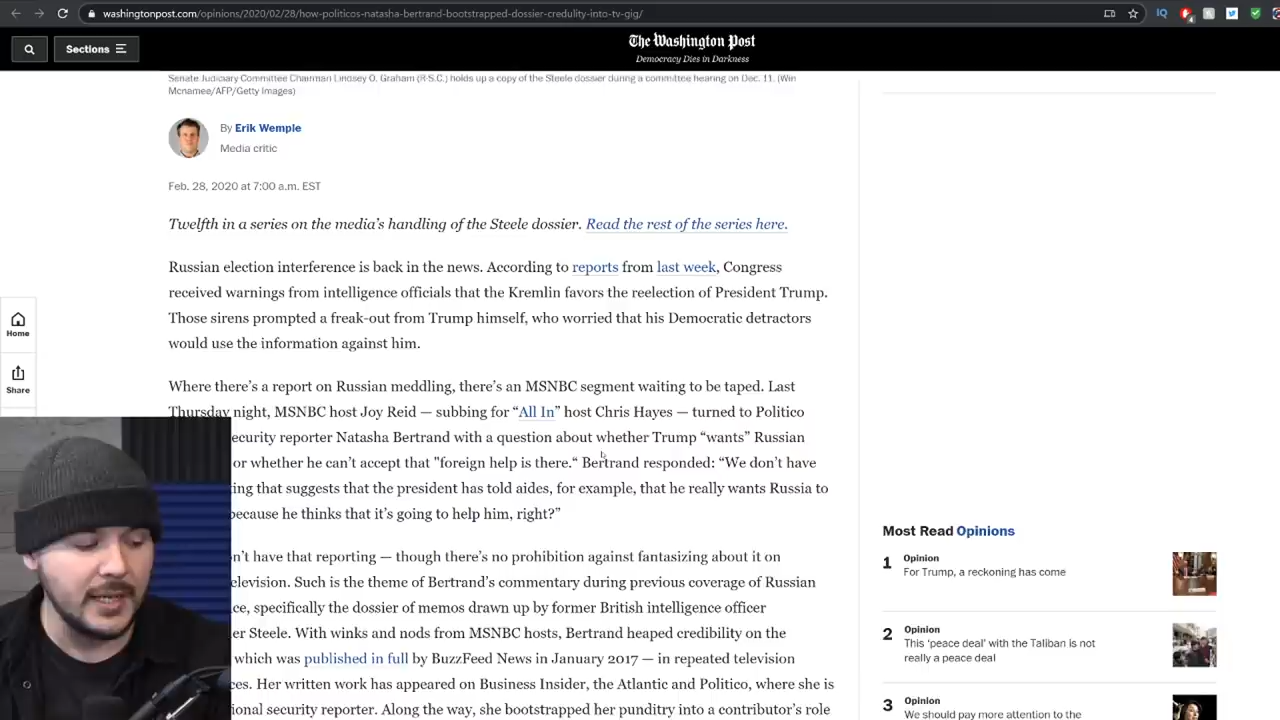 washingtonpost.com/opinions/2020/02/28/how-politicos-natasha-bertrand-bootstrapped-dossier-credulity-into-tv-gig/
Sections
The Washington Post
Democracy Dies in Darkness
Senate Judiciary Committee Chairman Lindsey O. Graham (R-S.C.) holds up a copy of the Steele dossier during a committee hearing on Dec. 11. (Win
Mcnamee/AFP/Getty Images)
By Erik Wemple
Media critic
Feb. 28, 2020 at 7:00 a.m. EST
Twelfth in a series on the media's handling of the Steele dossier. Read the rest of the series here.
Russian election interference is back in the news. According to reports from last week, Congress
received warnings from intelligence officials that the Kremlin favors the reelection of President Trump.
Those sirens prompted a freak-out from Trump himself, who worried that his Democratic detractors
would use the information against him.
Home
Share
Where there's a report on Russian meddling, there's an MSNBC segment waiting to be taped. Last
Thursday night, MSNBC host Joy Reid — subbing for “All In” host Chris Hayes — turned to Politico
ecurity reporter Natasha Bertrand with a question about whether Trump “wants” Russian
or whether he can't accept that "foreign help is there.“ Bertrand responded: “We don't have
ing that suggests that the president has told aides, for example, that he really wants Russia to
because he thinks that it's going to help him, right?”
n't have that reporting — though there's no prohibition against fantasizing about it on
elevision. Such is the theme of Bertrand's commentary during previous coverage of Russian
ce, specifically the dossier of memos drawn up by former British intelligence officer
er Steele. With winks and nods from MSNBC hosts, Bertrand heaped credibility on the
which was published in full by BuzzFeed News in January 2017 — in repeated television
ces. Her written work has appeared on Business Insider, the Atlantic and Politico, where she is
ional security reporter. Along the way, she bootstrapped her punditry into a contributor's role
Most Read Opinions
1
Opinion
For Trump, a reckoning has come
2
Opinion
This ‘peace deal’ with the Taliban is not
really a peace deal
3
Opinion
We should pay more attention to the